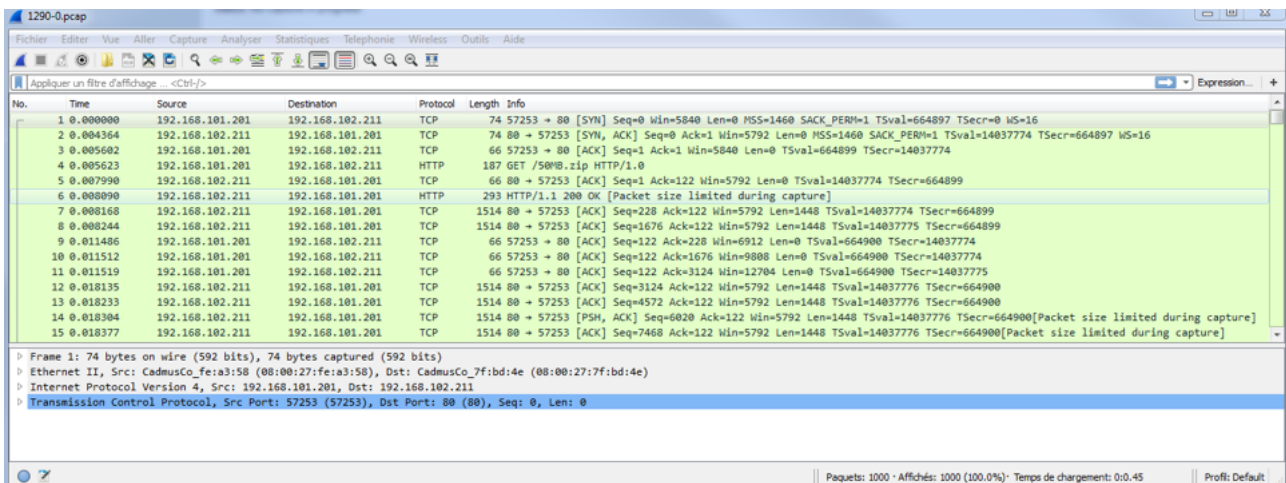 1290-0.pcap
Fichier Editer Vue Aller Capture Analyser Statistiques Telephonie Wireless Outils Aide
Appliquer un filtre d'affichage ... <Ctrl-/> Expression... +
No. Time Source Destination Protocol Length Info
1 0.000000 192.168.101.201 192.168.102.211 TCP 74 57253 → 80 [SYN] Seq=0 Win=5840 Len=0 MSS=1460 SACK_PERM=1 TSval=664897 TSecr=0 WS=16
2 0.004364 192.168.102.211 192.168.101.201 TCP 74 80 → 57253 [SYN, ACK] Seq=0 Ack=1 Win=5792 Len=0 MSS=1460 SACK_PERM=1 TSval=14037774 TSecr=664897 WS=16
3 0.005602 192.168.101.201 192.168.102.211 TCP 66 57253 → 80 [ACK] Seq=1 Ack=1 Win=5840 Len=0 TSval=664899 TSecr=14037774
4 0.005623 192.168.101.201 192.168.102.211 HTTP 187 GET /50MB.zip HTTP/1.0
5 0.007990 192.168.102.211 192.168.101.201 TCP 66 80 → 57253 [ACK] Seq=1 Ack=122 Win=5792 Len=0 TSval=14037774 TSecr=664899
6 0.008090 192.168.102.211 192.168.101.201 HTTP 293 HTTP/1.1 200 OK [Packet size limited during capture]
7 0.008168 192.168.102.211 192.168.101.201 TCP 1514 80 → 57253 [ACK] Seq=228 Ack=122 Win=5792 Len=1448 TSval=14037774 TSecr=664899
8 0.008244 192.168.102.211 192.168.101.201 TCP 1514 80 → 57253 [ACK] Seq=1676 Ack=122 Win=5792 Len=1448 TSval=14037775 TSecr=664899
9 0.011486 192.168.101.201 192.168.102.211 TCP 66 57253 → 80 [ACK] Seq=122 Ack=228 Win=6912 Len=0 TSval=664900 TSecr=14037774
10 0.011512 192.168.101.201 192.168.102.211 TCP 66 57253 → 80 [ACK] Seq=122 Ack=1676 Win=9808 Len=0 TSval=664900 TSecr=14037774
11 0.011519 192.168.101.201 192.168.102.211 TCP 66 57253 → 80 [ACK] Seq=122 Ack=3124 Win=12704 Len=0 TSval=664900 TSecr=14037775
12 0.018135 192.168.102.211 192.168.101.201 TCP 1514 80 → 57253 [ACK] Seq=3124 Ack=122 Win=5792 Len=1448 TSval=14037776 TSecr=664900
13 0.018233 192.168.102.211 192.168.101.201 TCP 1514 80 → 57253 [ACK] Seq=4572 Ack=122 Win=5792 Len=1448 TSval=14037776 TSecr=664900
14 0.018304 192.168.102.211 192.168.101.201 TCP 1514 80 → 57253 [PSH, ACK] Seq=6020 Ack=122 Win=5792 Len=1448 TSval=14037776 TSecr=664900[Packet size limited during capture]
15 0.018377 192.168.102.211 192.168.101.201 TCP 1514 80 → 57253 [ACK] Seq=7468 Ack=122 Win=5792 Len=1448 TSval=14037776 TSecr=664900[Packet size limited during capture]
Frame 1: 74 bytes on wire (592 bits), 74 bytes captured (592 bits)
Ethernet II, Src: CadmusCo_fe:a3:58 (08:00:27:fe:a3:58), Dst: CadmusCo_7f:bd:4e (08:00:27:7f:bd:4e)
Internet Protocol Version 4, Src: 192.168.101.201, Dst: 192.168.102.211
Transmission Control Protocol, Src Port: 57253 (57253), Dst Port: 80 (80), Seq: 0, Len: 0
Paquets: 1000 · Affichés: 1000 (100.0%)· Temps de chargement: 0:0.45 Profil: Default